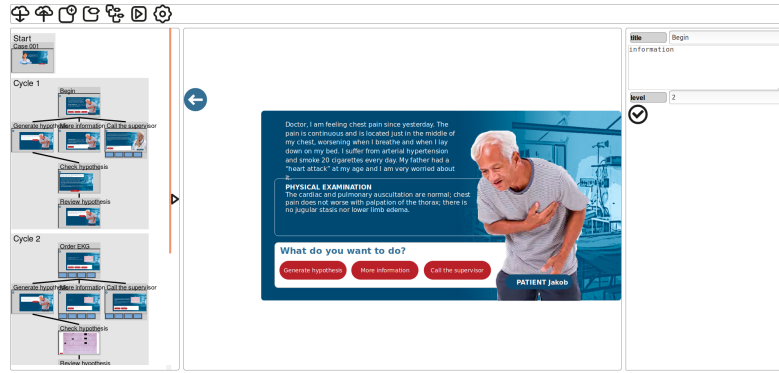 Start
Case 001
Cycle 1
Begin
Generate hypothesis
More information
Call the supervisor
Check hypothesis
Review hypothesis
Cycle 2
Order EKG
Generate hypothesis
More information
Call the supervisor
Check hypothesis
Review hypothesis
Doctor, I am feeling chest pain since yesterday. The
pain is continuous and is located just in the middle of
my chest, worsening when I breathe and when I lay
down on my bed. I suffer from arterial hypertension
and smoke 20 cigarettes every day. My father had a
"heart attack" at my age and I am very worried about
it.
PHYSICAL EXAMINATION
The cardiac and pulmonary auscultation are normal; chest
pain does not worse with palpation of the thorax; there is
no jugular stasis nor lower limb edema.
What do you want to do?
Generate hypothesis
More information
Call the supervisor
PATIENT Jakob
title
Begin
information
level
2